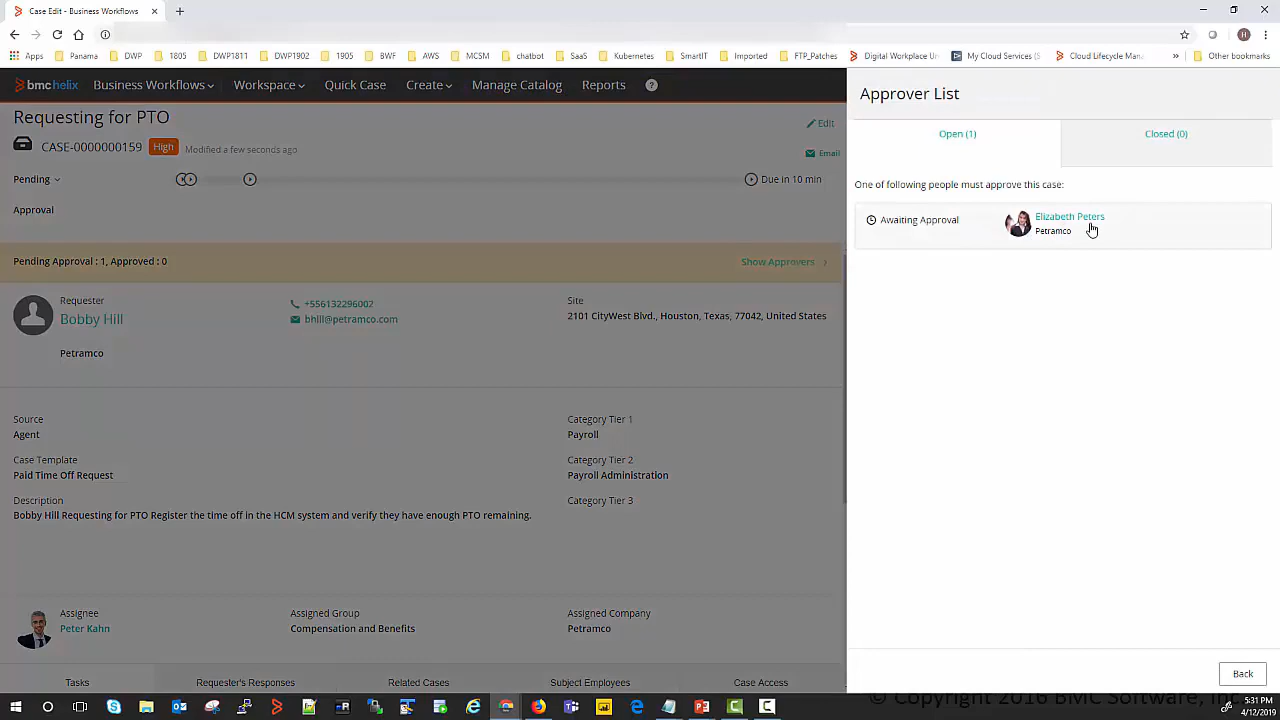 Case Edit - Business Workflows
Apps Panama DWP 1805 DWP1811 DWP1902 1905 BWF AWS MCSM chatbot SaaS Kubernetes SmartIT Imported FTP_Patches Digital Workplace Un My Cloud Services (S Cloud Lifecycle Man » Other bookmarks
bmchelix Business Workflows Workspace Quick Case Create Manage Catalog Reports ?
Requesting for PTO
Edit
CASE-0000000159 High Modified a few seconds ago
Email
Pending Due in 10 min
Approval
Pending Approval : 1, Approved : 0 Show Approvers
Requester
Bobby Hill
Petramco
+556132296002
bhill@petramco.com
Site
2101 CityWest Blvd., Houston, Texas, 77042, United States
Source
Agent
Category Tier 1
Payroll
Case Template
Paid Time Off Request
Category Tier 2
Payroll Administration
Description
Bobby Hill Requesting for PTO Register the time off in the HCM system and verify they have enough PTO remaining.
Category Tier 3
Assignee
Peter Kahn
Assigned Group
Compensation and Benefits
Assigned Company
Petramco
Tasks Requester's Responses Related Cases Subject Employees Case Access
Approver List
Open (1) Closed (0)
One of following people must approve this case:
Awaiting Approval
Elizabeth Peters
Petramco
Back
© Copyright 2016 BMC Software, Inc.
5:31 PM
4/12/2019